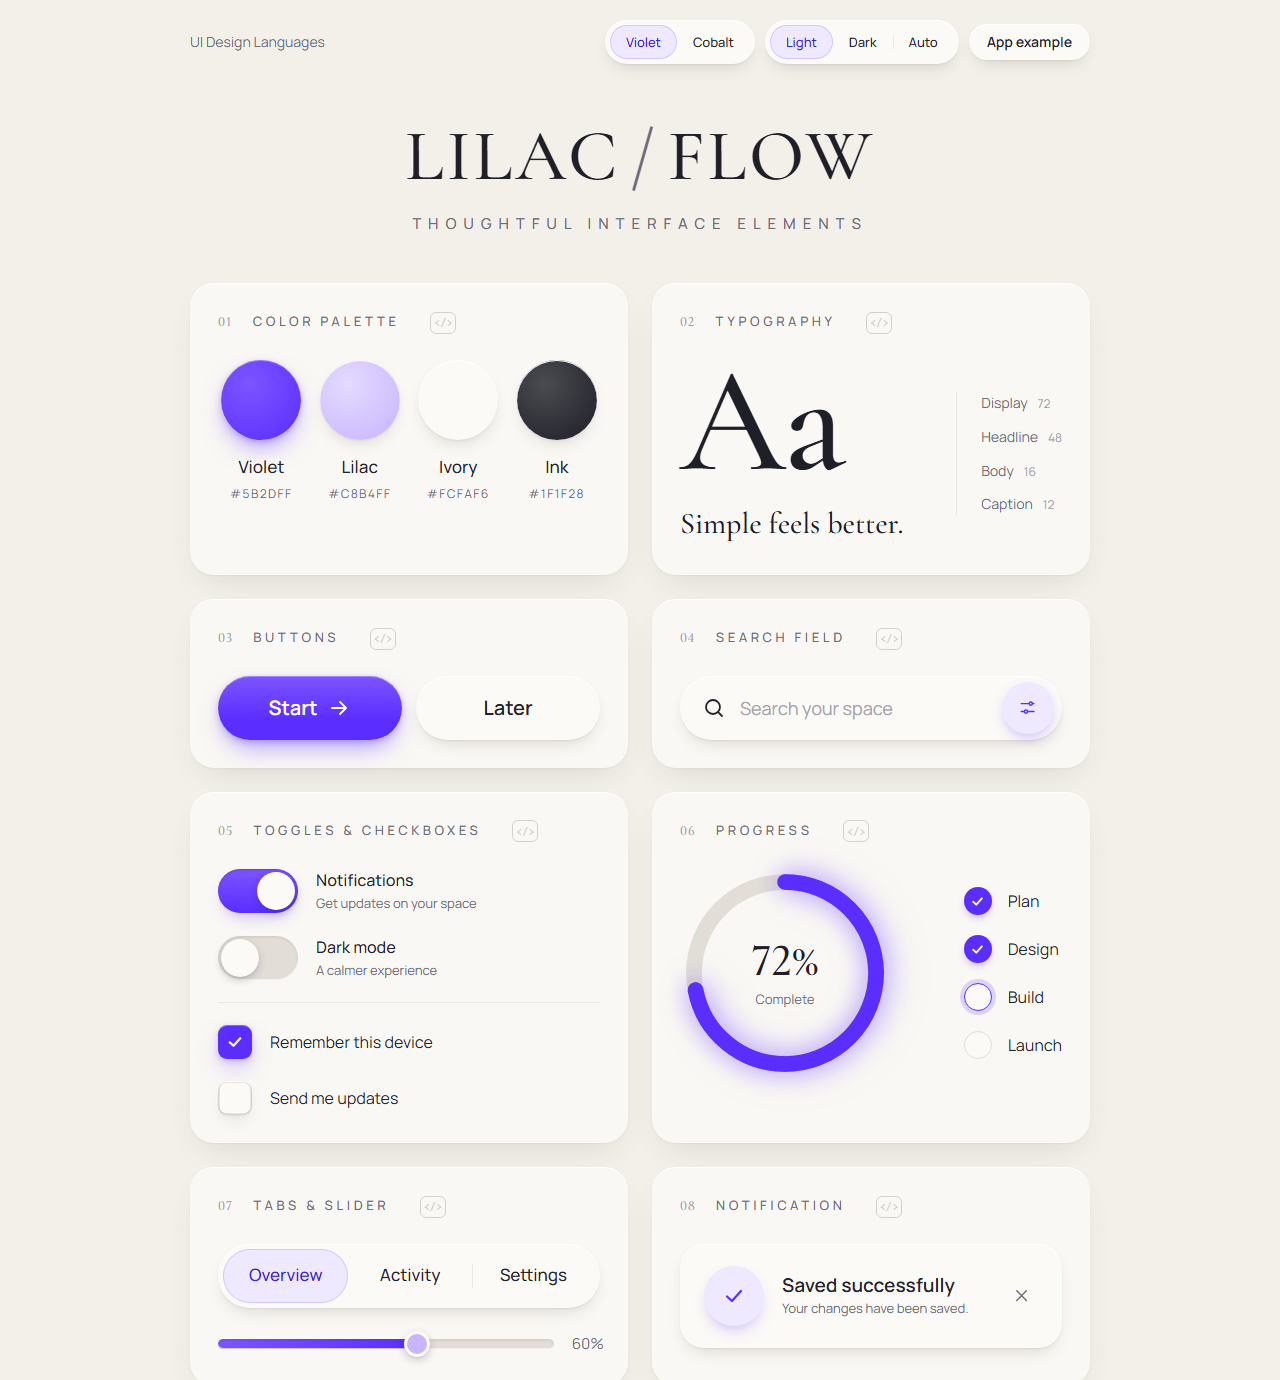 UI Design Languages
Violet Cobalt
Light Dark Auto
App example
LILAC / FLOW
THOUGHTFUL INTERFACE ELEMENTS
01 COLOR PALETTE </>
Violet Lilac Ivory Ink
#5B2DFF #C8B4FF #FCFAF6 #1F1F28
02 TYPOGRAPHY </>
Aa
Simple feels better.
Display 72
Headline 48
Body 16
Caption 12
03 BUTTONS </>
Start → Later
04 SEARCH FIELD </>
Search your space
05 TOGGLES & CHECKBOXES </>
Notifications
Get updates on your space
Dark mode
A calmer experience
Remember this device
Send me updates
06 PROGRESS </>
72%
Complete
Plan
Design
Build
Launch
07 TABS & SLIDER </>
Overview Activity Settings
60%
08 NOTIFICATION </>
Saved successfully
Your changes have been saved.